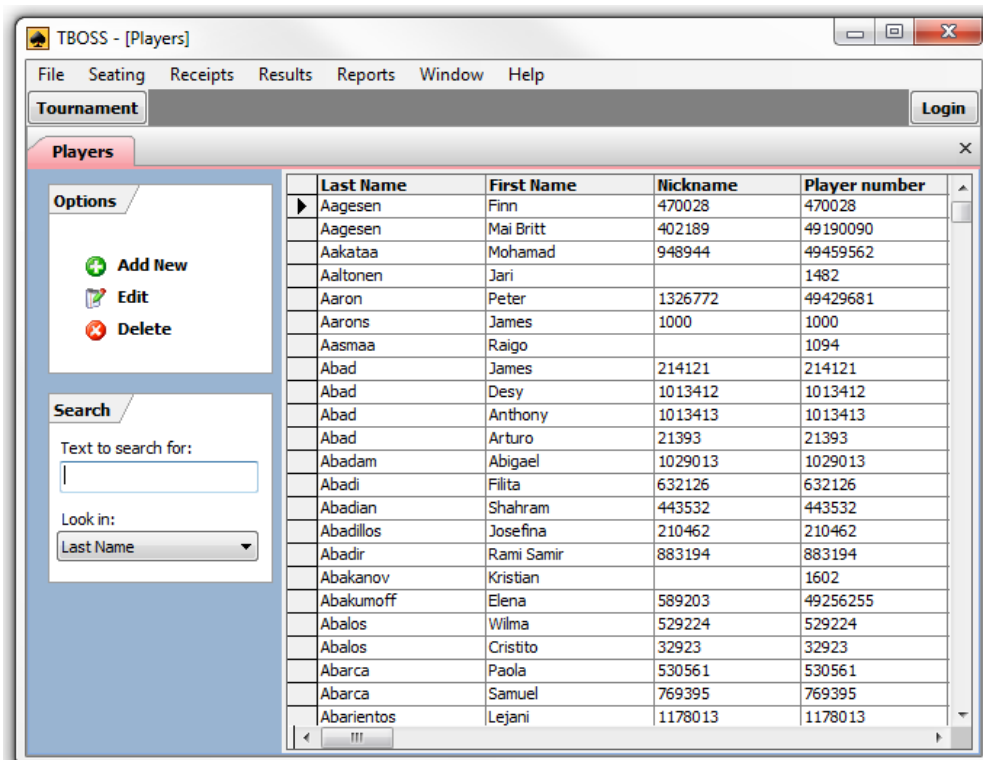 TBOSS - [Players]
File Seating Receipts Results Reports Window Help
Tournament Login
Players
Options
Add New
Edit
Delete
Search
Text to search for:
Look in:
Last Name
Last Name First Name Nickname Player number
Aagesen Finn 470028 470028
Aagesen Mai Britt 402189 49190090
Aakataa Mohamad 948944 49459562
Aaltonen Jari 1482
Aaron Peter 1326772 49429681
Aarons James 1000 1000
Aasmaa Raigo 1094
Abad James 214121 214121
Abad Desy 1013412 1013412
Abad Anthony 1013413 1013413
Abad Arturo 21393 21393
Abadam Abigael 1029013 1029013
Abadi Filita 632126 632126
Abadian Shahram 443532 443532
Abadillos Josefina 210462 210462
Abadir Rami Samir 883194 883194
Abakanov Kristian 1602
Abakumoff Elena 589203 49256255
Abalos Wilma 529224 529224
Abalos Cristito 32923 32923
Abarca Paola 530561 530561
Abarca Samuel 769395 769395
Abarientos Lejani 1178013 1178013